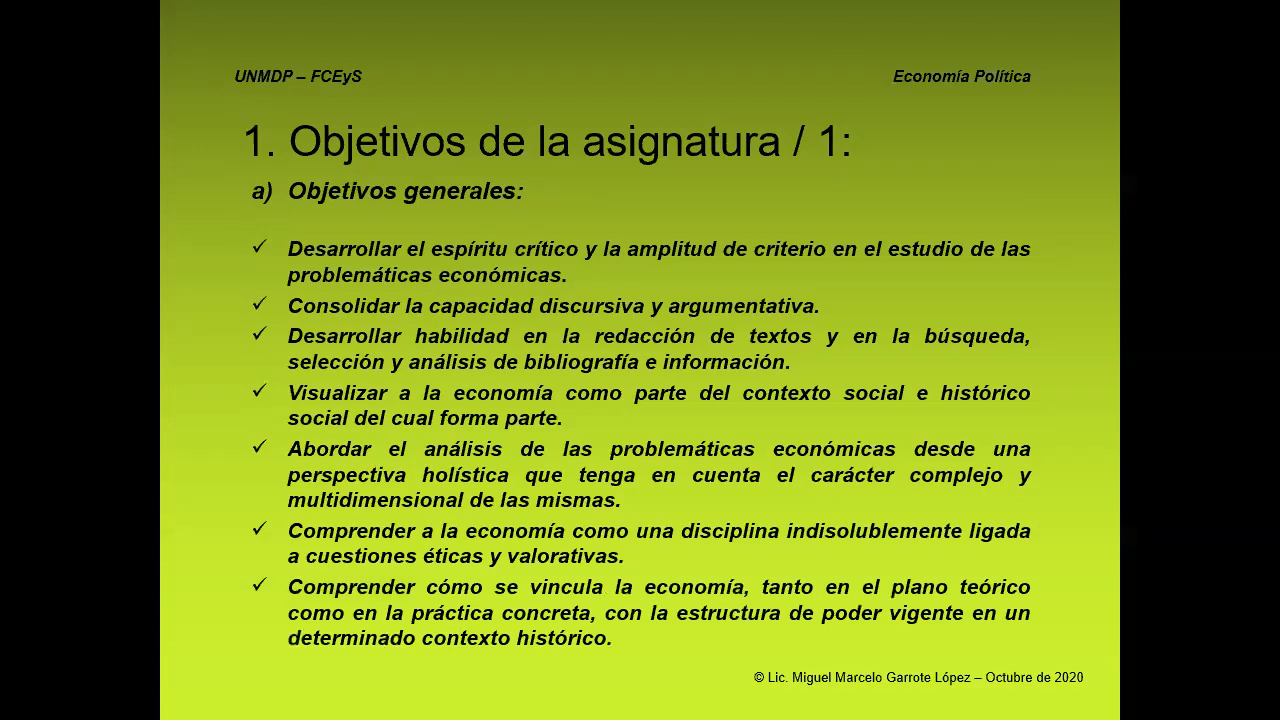 UNMDP – FCEyS
Economía Política
1. Objetivos de la asignatura / 1:
a) Objetivos generales:
✓ Desarrollar el espíritu crítico y la amplitud de criterio en el estudio de las
problemáticas económicas.
✓ Consolidar la capacidad discursiva y argumentativa.
✓ Desarrollar habilidad en la redacción de textos y en la búsqueda,
selección y análisis de bibliografía e información.
✓ Visualizar a la economía como parte del contexto social e histórico
social del cual forma parte.
✓ Abordar el análisis de las problemáticas económicas desde una
perspectiva holística que tenga en cuenta el carácter complejo y
multidimensional de las mismas.
✓ Comprender a la economía como una disciplina indisolublemente ligada
a cuestiones éticas y valorativas.
✓ Comprender cómo se vincula la economía, tanto en el plano teórico
como en la práctica concreta, con la estructura de poder vigente en un
determinado contexto histórico.
© Lic. Miguel Marcelo Garrote López – Octubre de 2020